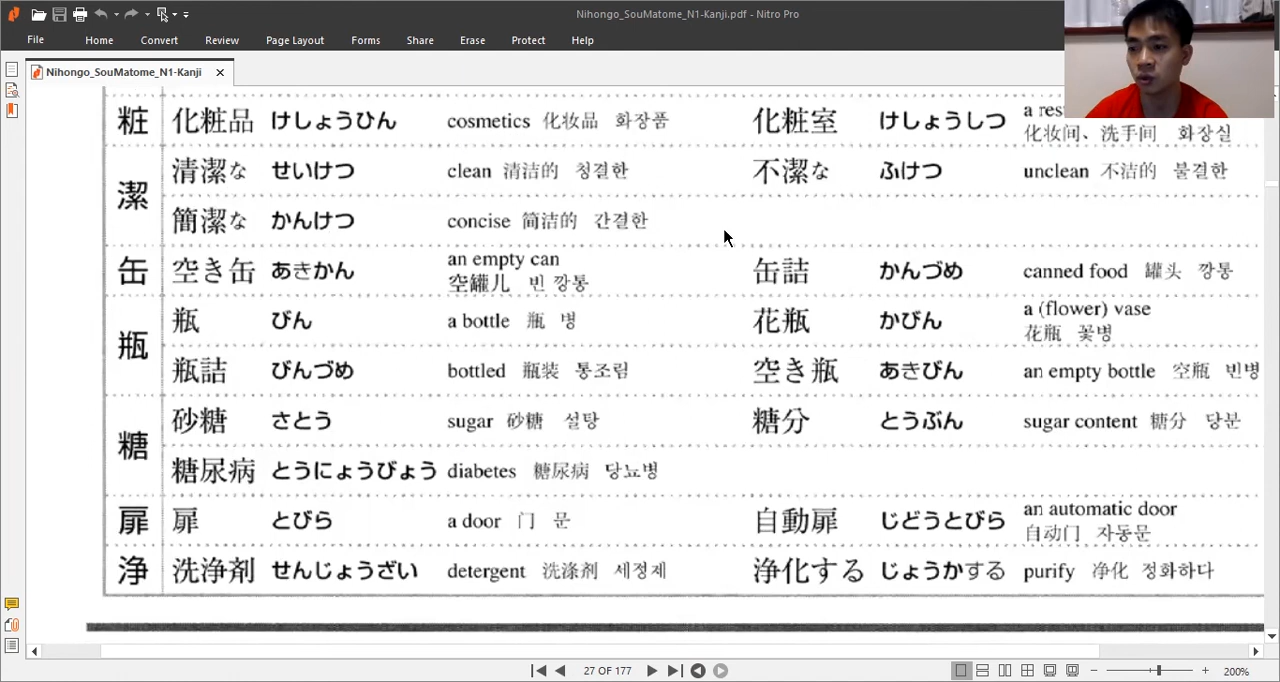 Nihongo_SouMatome_N1-Kanji.pdf - Nitro Pro
File Home Convert Review Page Layout Forms Share Erase Protect Help
Nihongo_SouMatome_N1-Kanji
粧 化粧品 けしょうひん cosmetics 化妆品 화장품 化粧室 けしょうしつ a
化妆间、洗手间 화장실
潔 清潔な せいけつ clean 清洁的 청결한 不潔な ふけつ unclean 不洁的 불결한
簡潔な かんけつ concise 简洁的 간결한
缶 空き缶 あきかん an empty can
空罐儿 빈 깡통 缶詰 かんづめ canned food 罐头 깡통
瓶 瓶 びん a bottle 瓶 병 花瓶 かびん a (flower) vase
花瓶 꽃병
瓶詰 びんづめ bottled 瓶装 통조림 空き瓶 あきびん an empty bottle 空瓶 빈병
糖 砂糖 さとう sugar 砂糖 설탕 糖分 とうぶん sugar content 糖分 당분
糖尿病 とうにょうびょう diabetes 糖尿病 당뇨병
扉 扉 とびら a door 门 문 自動扉 じどうとびら an automatic door
自动门 자동문
浄 洗浄剤 せんじょうざい detergent 洗涤剂 세정제 浄化する じょうかする purify 净化 정화하다
27 OF 177
200%